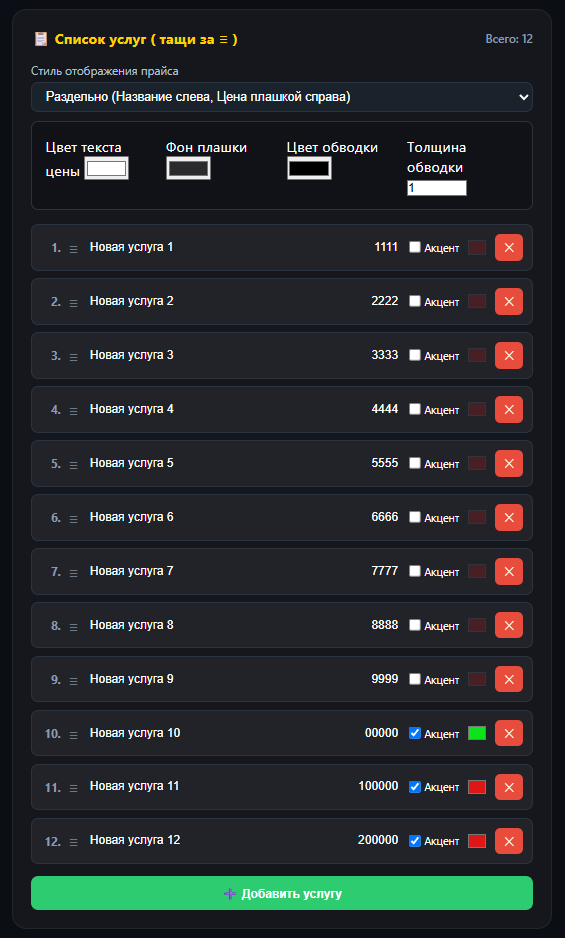 Список услуг ( тащи за ☰ )
Всего: 12
Стиль отображения прайса
Раздельно (Название слева, Цена плашкой справа)
Цвет текста цены
Фон плашки
Цвет обводки
Толщина обводки
1
1. ☰ Новая услуга 1 1111 Акцент ×
2. ☰ Новая услуга 2 2222 Акцент ×
3. ☰ Новая услуга 3 3333 Акцент ×
4. ☰ Новая услуга 4 4444 Акцент ×
5. ☰ Новая услуга 5 5555 Акцент ×
6. ☰ Новая услуга 6 6666 Акцент ×
7. ☰ Новая услуга 7 7777 Акцент ×
8. ☰ Новая услуга 8 8888 Акцент ×
9. ☰ Новая услуга 9 9999 Акцент ×
10. ☰ Новая услуга 10 00000 Акцент ×
11. ☰ Новая услуга 11 100000 Акцент ×
12. ☰ Новая услуга 12 200000 Акцент ×
➕ Добавить услугу